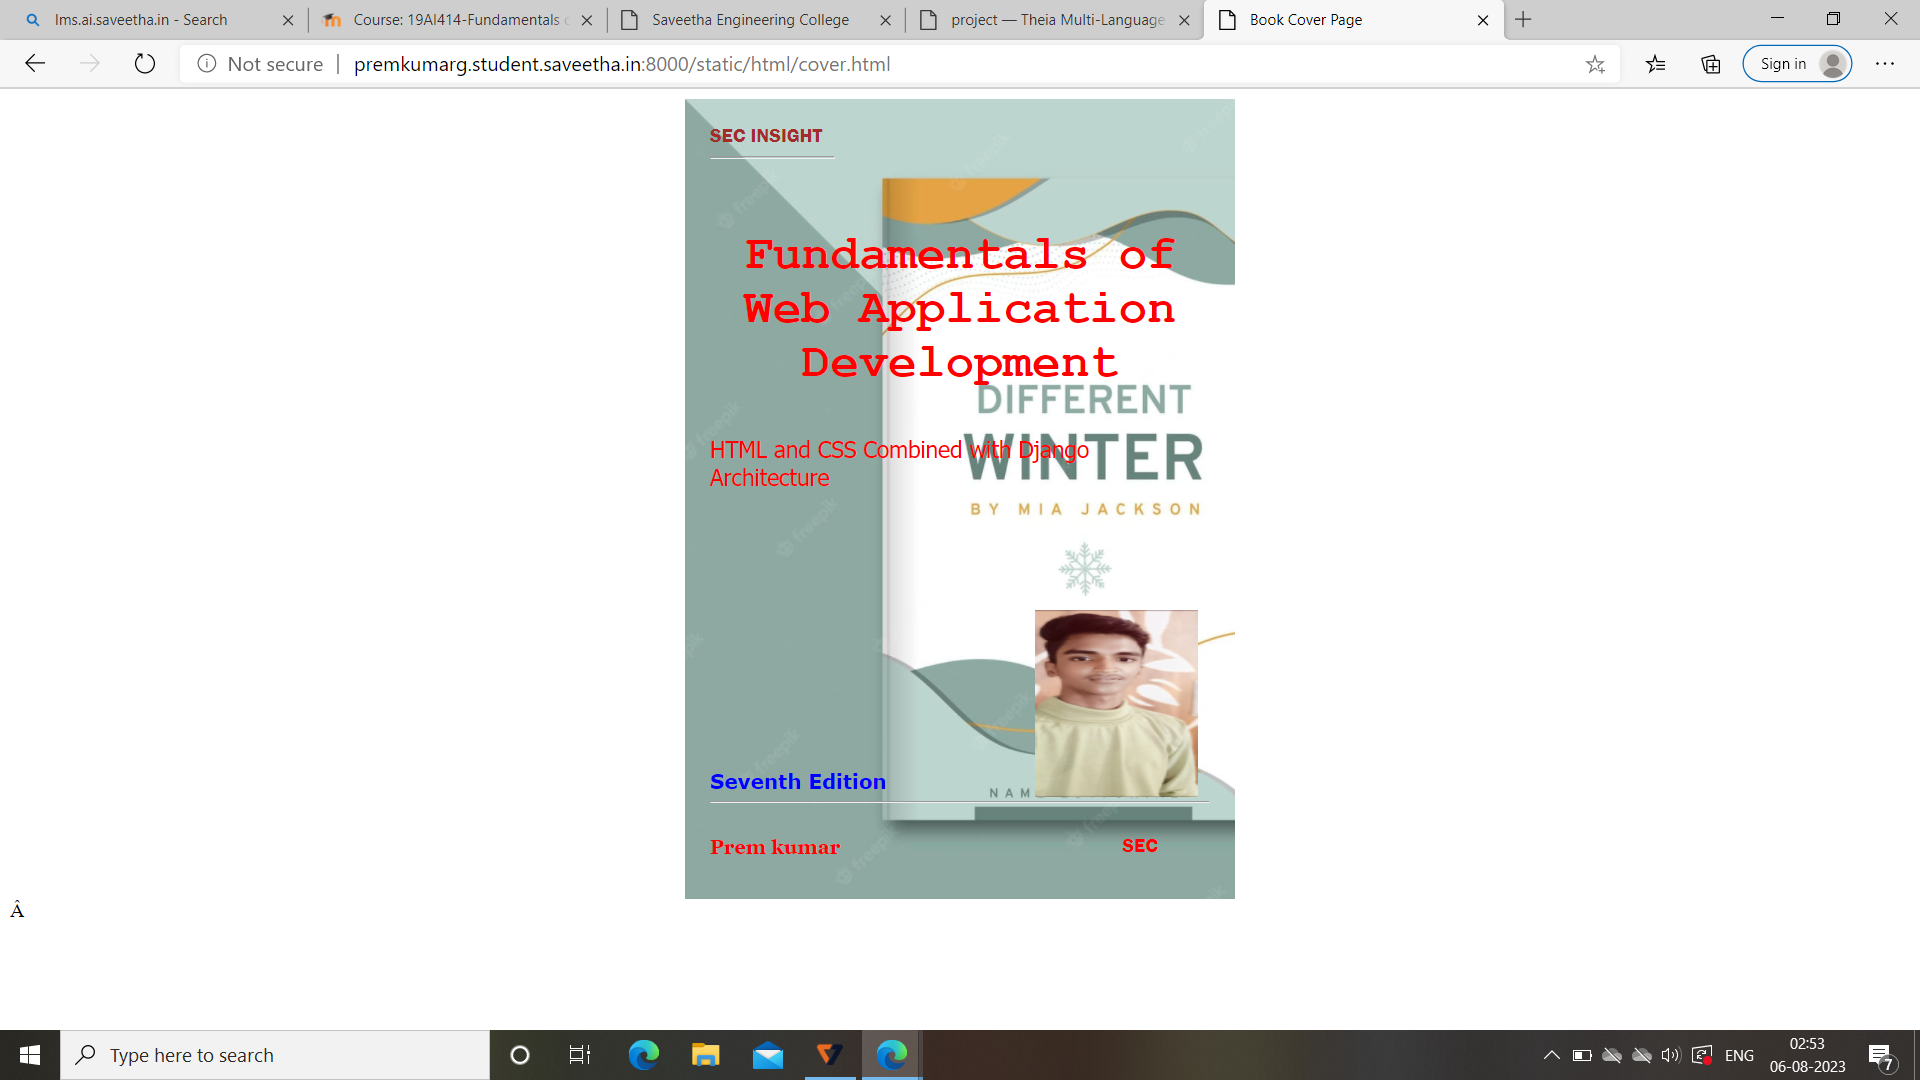 lms.ai.saveetha.in - Search
Course: 19AI414-Fundamentals
Saveetha Engineering College
project — Theia Multi-Language
Book Cover Page
Not secure
premkumarg.student.saveetha.in:8000/static/html/cover.html
Sign in
SEC INSIGHT
Fundamentals of
Web Application
Development
DIFFERENT
WINTER
BY MIA JACKSON
HTML and CSS Combined with Django
Architecture
Seventh Edition
Prem kumar
SEC
freepik
Â
Type here to search
ENG
02:53
06-08-2023
7